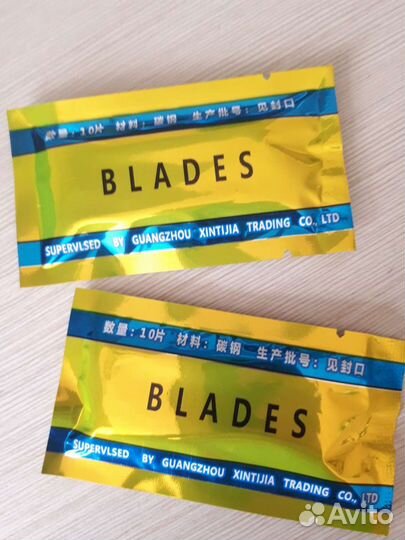 数量：10片 材料：碳钢 生产批号：见封口
BLADES
SUPERVLSED BY GUANGZHOU XINTIJIA TRADING CO., LTD
数量：10片 材料：碳钢 生产批号：见封口
BLADES
SUPERVLSED BY GUANGZHOU XINTIJIA TRADING CO., LTD
Avito